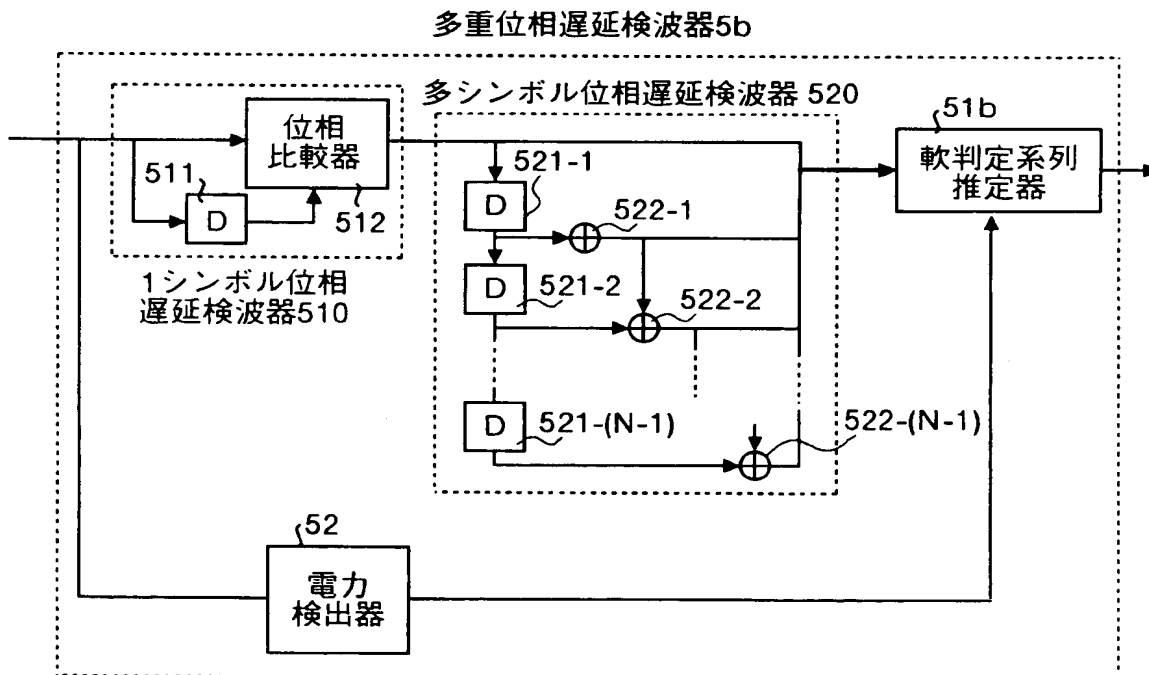 多重位相遅延検波器5b
多シンボル位相遅延検波器 520
51b
位相
比較器
軟判定系列
推定器
511
D
512
521-1
D
522-1
1シンボル位相
遅延検波器510
D
521-2
522-2
D
521-(N-1)
522-(N-1)
52
電力
検出器